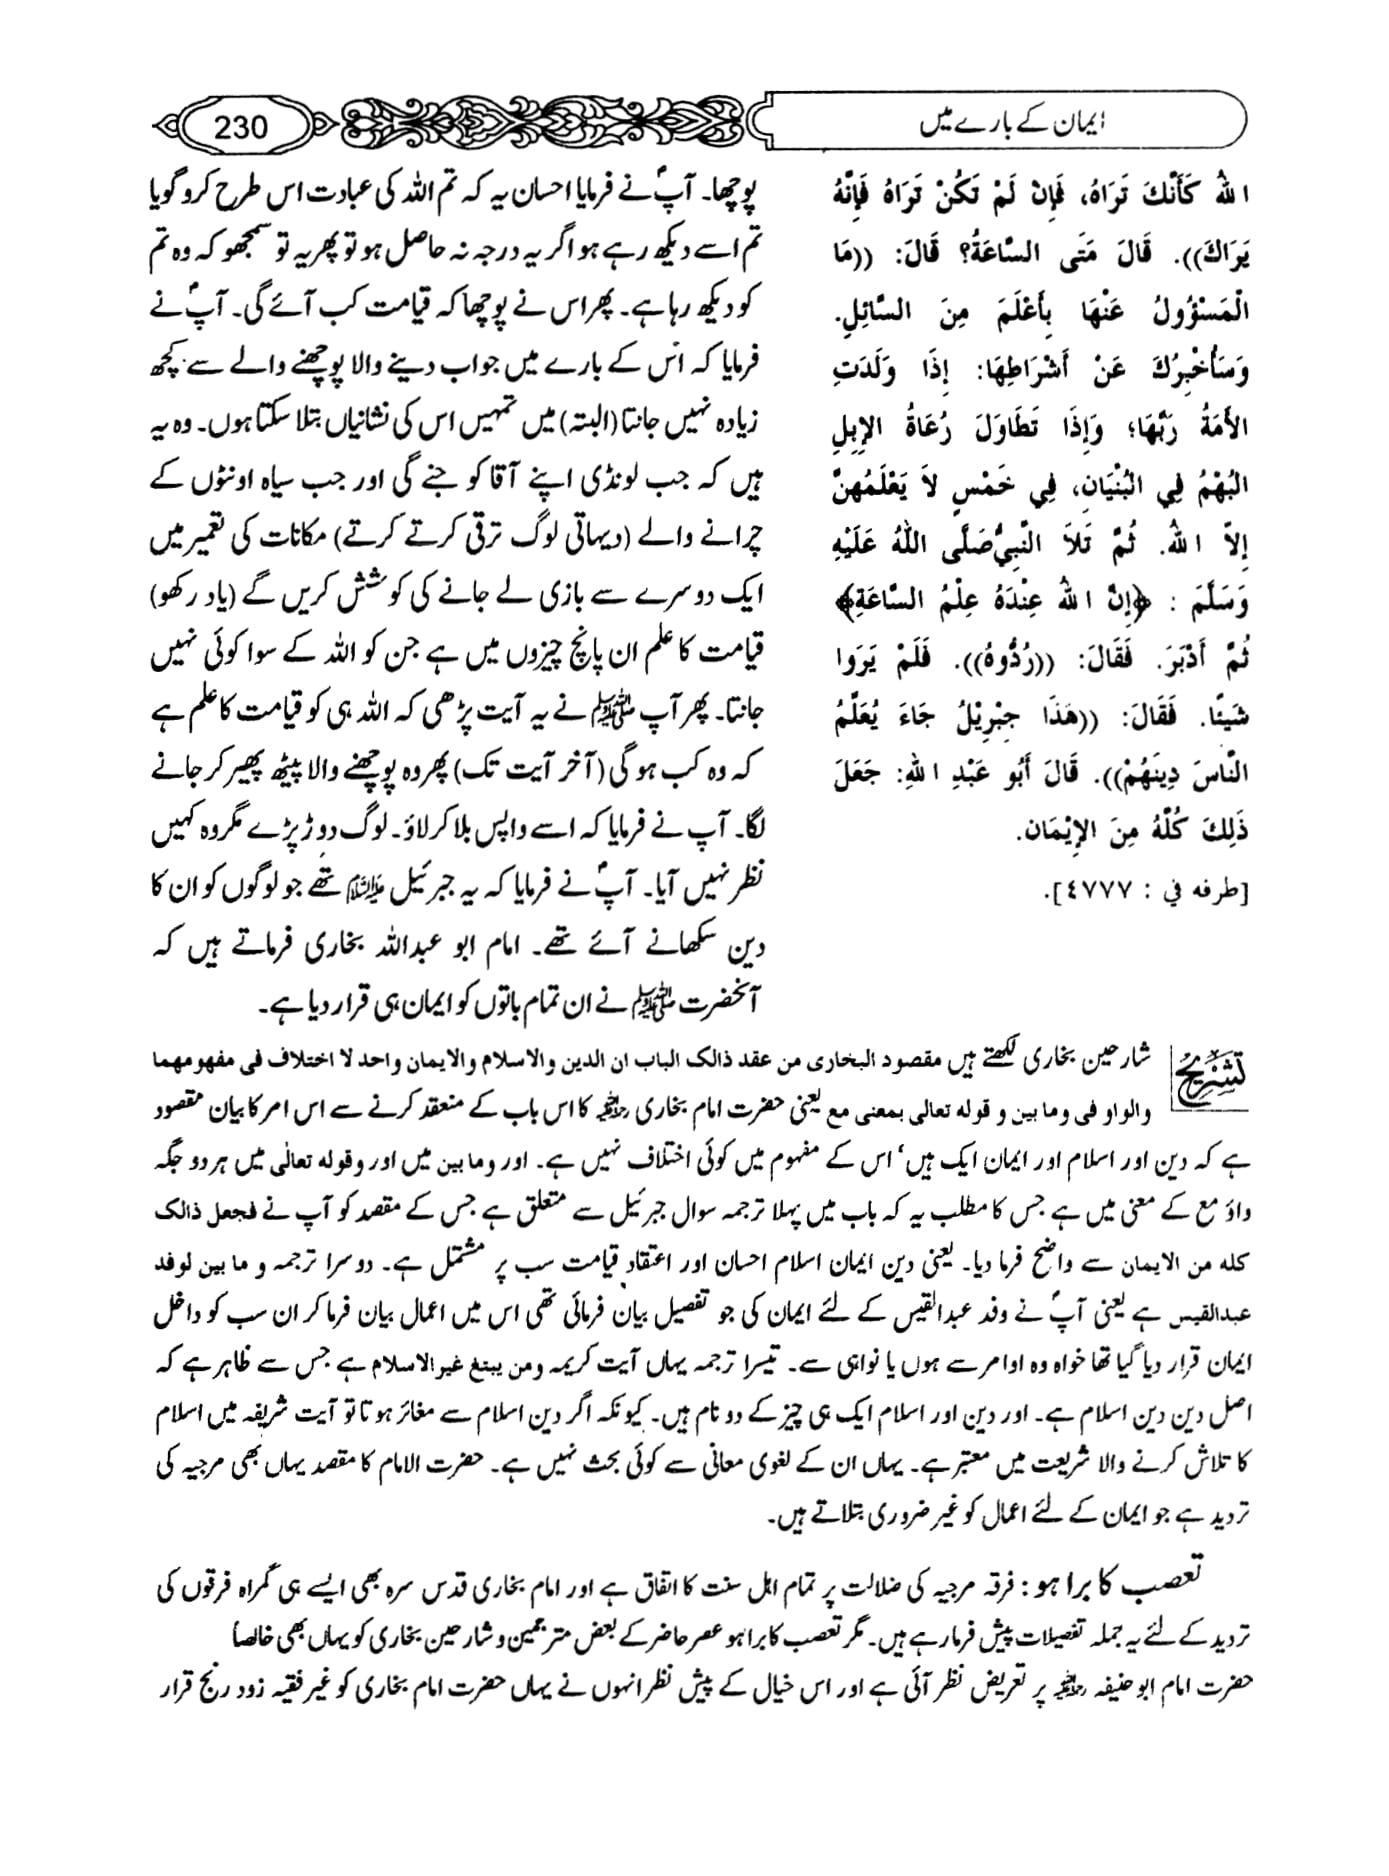 ایمان کے بارے میں
230
الله كَأَنَّكَ تَرَاهُ، فَإِنْ لَمْ تَكُنْ تَرَاهُ فَإِنَّهُ
يَرَاكَ)). قَالَ مَتَى السَّاعَةُ؟ قَالَ: ((مَا
الْمَسْؤُولُ عَنْهَا بِأَعْلَمَ مِنَ السَّائِلِ.
وَسَأُخْبِرُكَ عَنْ أَشْرَاطِهَا: إِذَا وَلَدَتِ
الأَمَةُ رَبَّهَا؛ وَإِذَا تَطَاوَلَ رُعَاةُ الإِبِلِ
الْبُهْمُ فِي الْبُنْيَانِ، فِي خَمْسٍ لاَ يَعْلَمُهنَّ
إِلاَّ اللهُ. ثُمَّ تَلاَ النَّبِيُّ صَلَّى اللهُ عَلَيْهِ
وَسَلَّمَ : ﴿إِنَّ اللهَ عِنْدَهُ عِلْمُ السَّاعَةِ﴾
ثُمَّ أَدْبَرَ. فَقَالَ: ((رُدُّوهُ)). فَلَمْ يَرَوا
شَيئًا. فَقَالَ: ((هَذَا جِبْرِيْلُ جَاءَ يُعَلِّمُ
النَّاسَ دِينَهُمْ)). قَالَ أَبُو عَبْدِ اللهِ: جَعَلَ
ذَلِكَ كُلَّهُ مِنَ الإِيْمَان.
[طرفه في : ٤٧٧٧].
پوچھا۔ آپؐ نے فرمایا احسان یہ کہ تم اللہ کی عبادت اس طرح کرو گویا
تم اسے دیکھ رہے ہو اگر یہ درجہ نہ حاصل ہو تو پھر یہ تو سمجھو کہ وہ تم
کو دیکھ رہا ہے۔ پھر اس نے پوچھا کہ قیامت کب آئے گی۔ آپؐ نے
فرمایا کہ اس کے بارے میں جواب دینے والا پوچھنے والے سے کچھ
زیادہ نہیں جانتا (البتہ) میں تمہیں اس کی نشانیاں بتلا سکتا ہوں۔ وہ یہ
ہیں کہ جب لونڈی اپنے آقا کو جنے گی اور جب سیاہ اونٹوں کے
چرانے والے (دیہاتی لوگ ترقی کرتے کرتے) مکانات کی تعمیر میں
ایک دوسرے سے بازی لے جانے کی کوشش کریں گے (یاد رکھو)
قیامت کا علم ان پانچ چیزوں میں ہے جن کو اللہ کے سوا کوئی نہیں
جانتا۔ پھر آپ ﷺ نے یہ آیت پڑھی کہ اللہ ہی کو قیامت کا علم ہے
کہ وہ کب ہو گی (آخر آیت تک) پھر وہ پوچھنے والا پیٹھ پھیر کر جانے
لگا۔ آپ نے فرمایا کہ اسے واپس بلا کر لاؤ۔ لوگ دوڑ پڑے مگر وہ کہیں
نظر نہیں آیا۔ آپؐ نے فرمایا کہ یہ جبرئیل علیہ السلام تھے جو لوگوں کو ان کا
دین سکھانے آئے تھے۔ امام ابو عبداللہ بخاری فرماتے ہیں کہ
آنحضرت ﷺ نے ان تمام باتوں کو ایمان ہی قرار دیا ہے۔
تشریح
شارحین بخاری لکھتے ہیں مقصود البخاری من عقد ذالک الباب ان الدین والاسلام والایمان واحد لا اختلاف فی مفهومهما
والواو فی وما بین و قوله تعالی بمعنی مع یعنی حضرت امام بخاری رحمہ اللہ کا اس باب کے منعقد کرنے سے اس امر کا بیان مقصود
ہے کہ دین اور اسلام اور ایمان ایک ہیں‘ اس کے مفہوم میں کوئی اختلاف نہیں ہے۔ اور وما بین میں اور وقوله تعالیٰ میں ہر دو جگہ
واؤ مع کے معنی میں ہے جس کا مطلب یہ کہ باب میں پہلا ترجمہ سوال جبرئیل سے متعلق ہے جس کے مقصد کو آپ نے فجعل ذالک
کله من الایمان سے واضح فرما دیا۔ یعنی دین ایمان اسلام احسان اور اعتقاد قیامت سب پر مشتمل ہے۔ دوسرا ترجمہ و ما بین لوفد
عبدالقیس ہے یعنی آپؐ نے وفد عبدالقیس کے لئے ایمان کی جو تفصیل بیان فرمائی تھی اس میں اعمال بیان فرما کر ان سب کو داخل
ایمان قرار دیا گیا تھا خواہ وہ اوامر سے ہوں یا نواہی سے۔ تیسرا ترجمہ یہاں آیت کریمہ ومن یبتغ غیر الاسلام ہے جس سے ظاہر ہے کہ
اصل دین دین اسلام ہے۔ اور دین اور اسلام ایک ہی چیز کے دو نام ہیں۔ کیونکہ اگر دین اسلام سے مغائر ہوتا تو آیت شریفہ میں اسلام
کا تلاش کرنے والا شریعت میں معتبر ہے۔ یہاں ان کے لغوی معانی سے کوئی بحث نہیں ہے۔ حضرت الامام کا مقصد یہاں بھی مرجیہ کی
تردید ہے جو ایمان کے لئے اعمال کو غیر ضروری بتلاتے ہیں۔
تعصب کا برا ہو : فرقہ مرجیہ کی ضلالت پر تمام اہل سنت کا اتفاق ہے اور امام بخاری قدس سرہ بھی ایسے ہی گمراہ فرقوں کی
تردید کے لئے یہ جملہ تفصیلات پیش فرما رہے ہیں۔ مگر تعصب کا برا ہو عصر حاضر کے بعض مترجمین و شارحین بخاری کو یہاں بھی خالصاً
حضرت امام ابو حنیفہ رحمہ اللہ پر تعریض نظر آئی ہے اور اس خیال کے پیش نظر انہوں نے یہاں حضرت امام بخاری کو غیر فقیہ زود رنج قرار